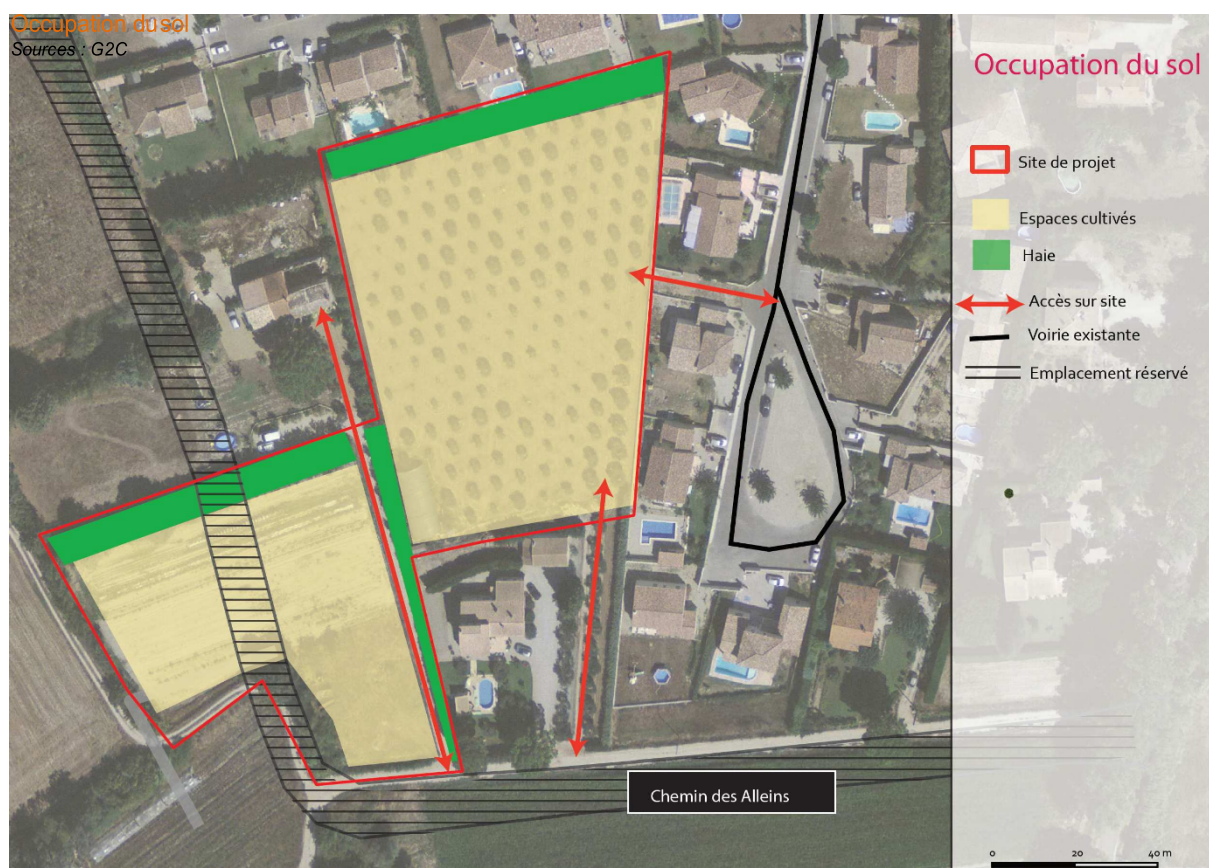 Occupation du sol
Sources : G2C
Occupation du sol
Site de projet
Espaces cultivés
Haie
Accès sur site
Voirie existante
Emplacement réservé
Chemin des Alleins
0 20 40 m